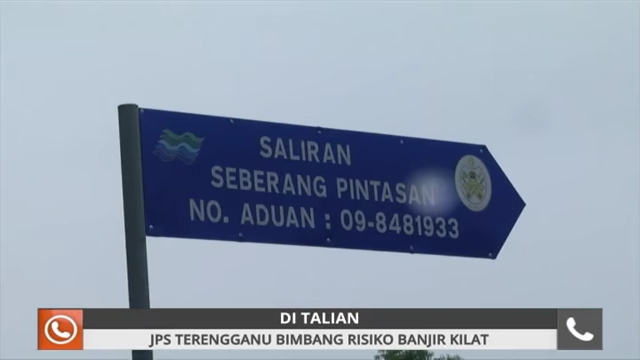 SALIRAN
SEBERANG PINTASAN
NO. ADUAN : 09-8481933
DI TALIAN
JPS TERENGGANU BIMBANG RISIKO BANJIR KILAT